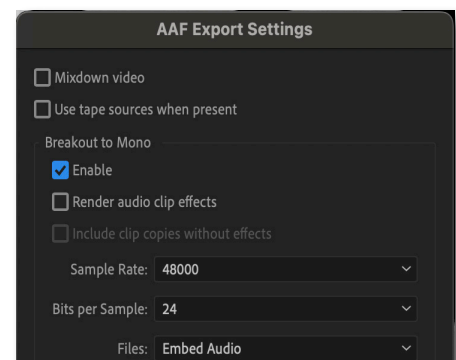 AAF Export Settings
Mixdown video
Use tape sources when present
Breakout to Mono
Enable
Render audio clip effects
Include clip copies without effects
Sample Rate: 48000
Bits per Sample: 24
Files: Embed Audio